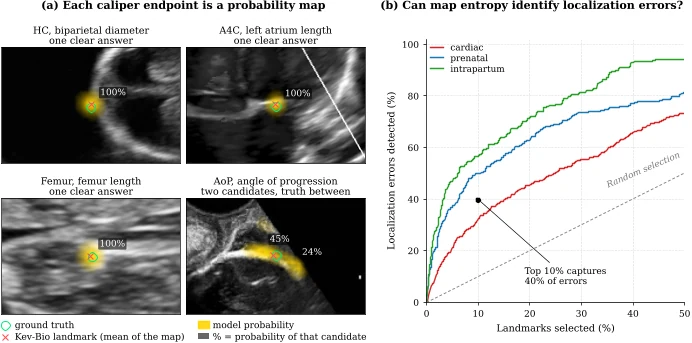 (a) Each caliper endpoint is a probability map
HC, biparietal diameter
one clear answer
100%
A4C, left atrium length
one clear answer
100%
Femur, femur length
one clear answer
100%
AoP, angle of progression
two candidates, truth between
45%
24%
ground truth
Kev-Bio landmark (mean of the map)
model probability
% = probability of that candidate
(b) Can map entropy identify localization errors?
Localization errors detected (%)
100
80
60
40
20
0
cardiac
prenatal
intrapartum
Random selection
Top 10% captures
40% of errors
0 10 20 30 40 50
Landmarks selected (%)